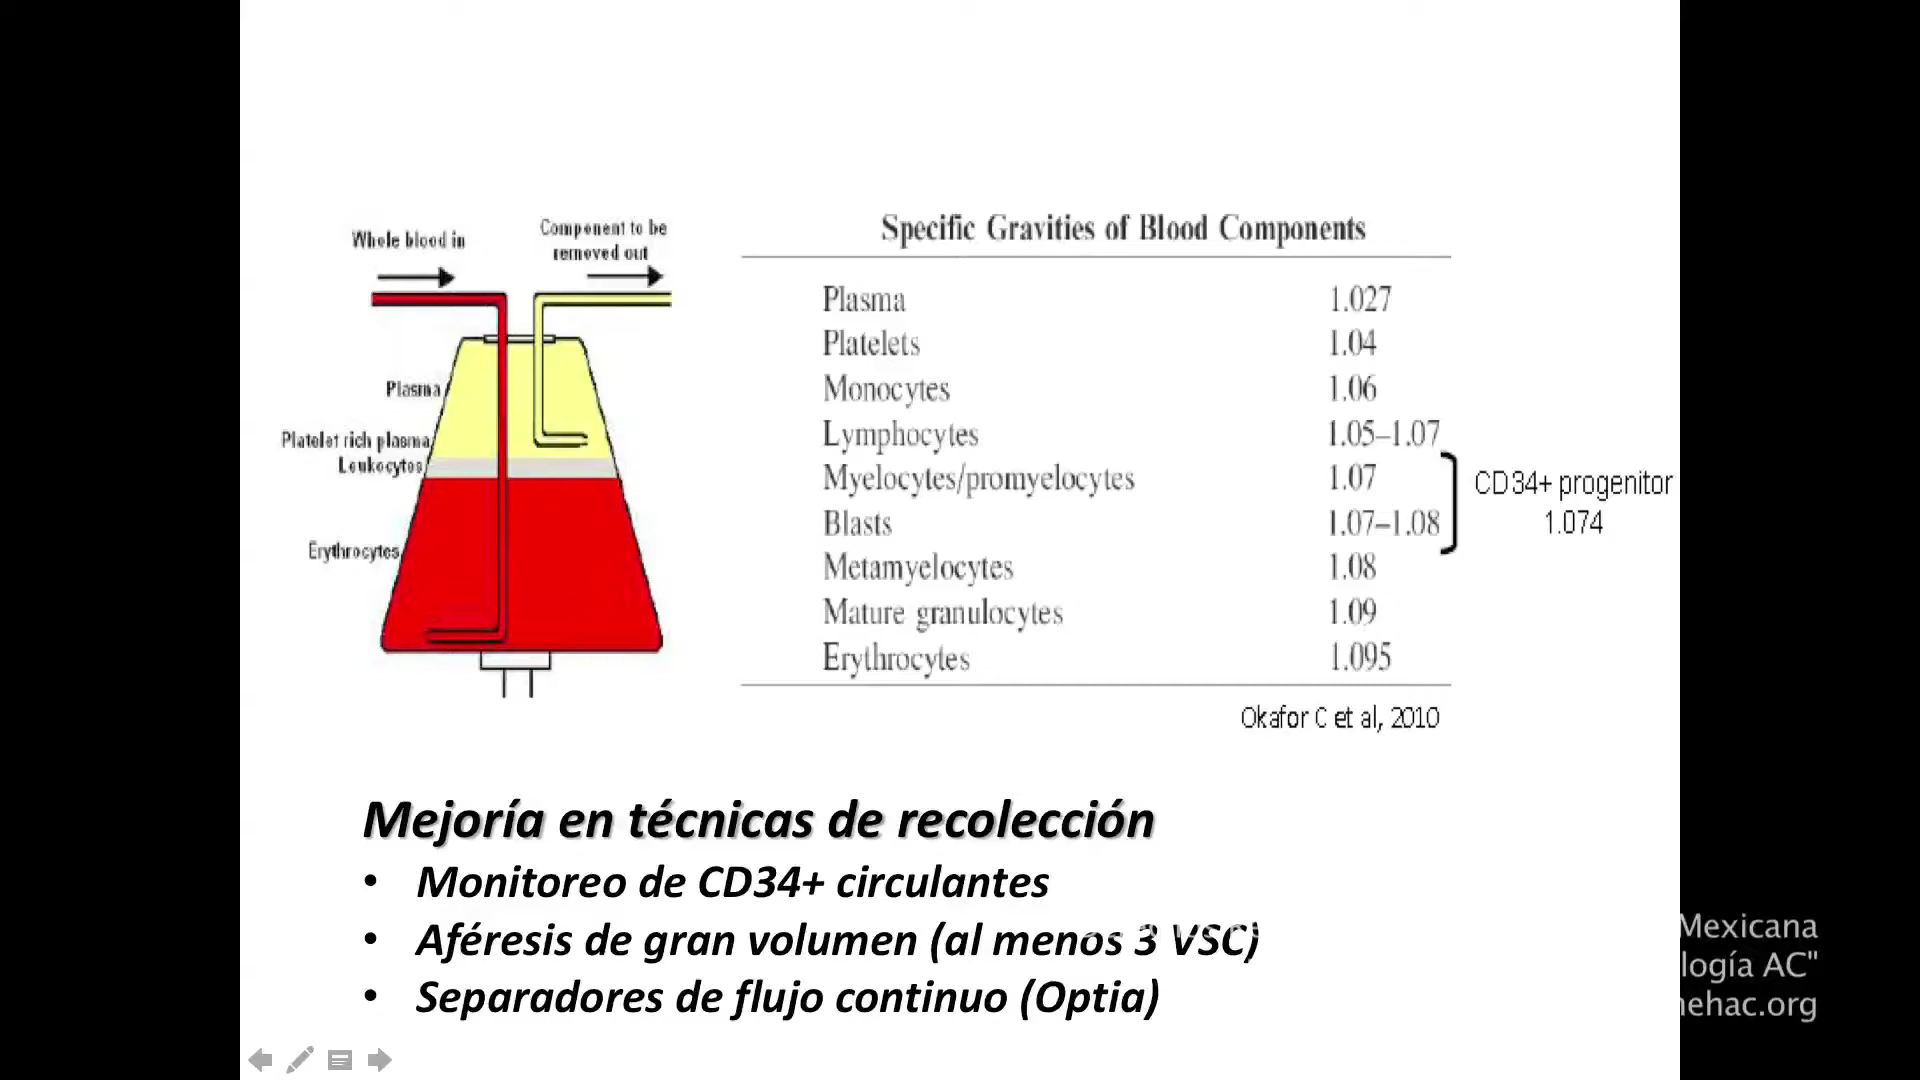 Whole blood in
Component to be
removed out
Plasma
Platelet rich plasma
Leukocytes
Erythrocytes
Specific Gravities of Blood Components
Plasma 1.027
Platelets 1.04
Monocytes 1.06
Lymphocytes 1.05–1.07
Myelocytes/promyelocytes 1.07
Blasts 1.07–1.08
Metamyelocytes 1.08
Mature granulocytes 1.09
Erythrocytes 1.095
CD34+ progenitor
1.074
Okafor C et al, 2010
Mejoría en técnicas de recolección
• Monitoreo de CD34+ circulantes
• Aféresis de gran volumen (al menos 3 VSC)
• Separadores de flujo continuo (Optia)
Mexicana
logía AC"
ehac.org